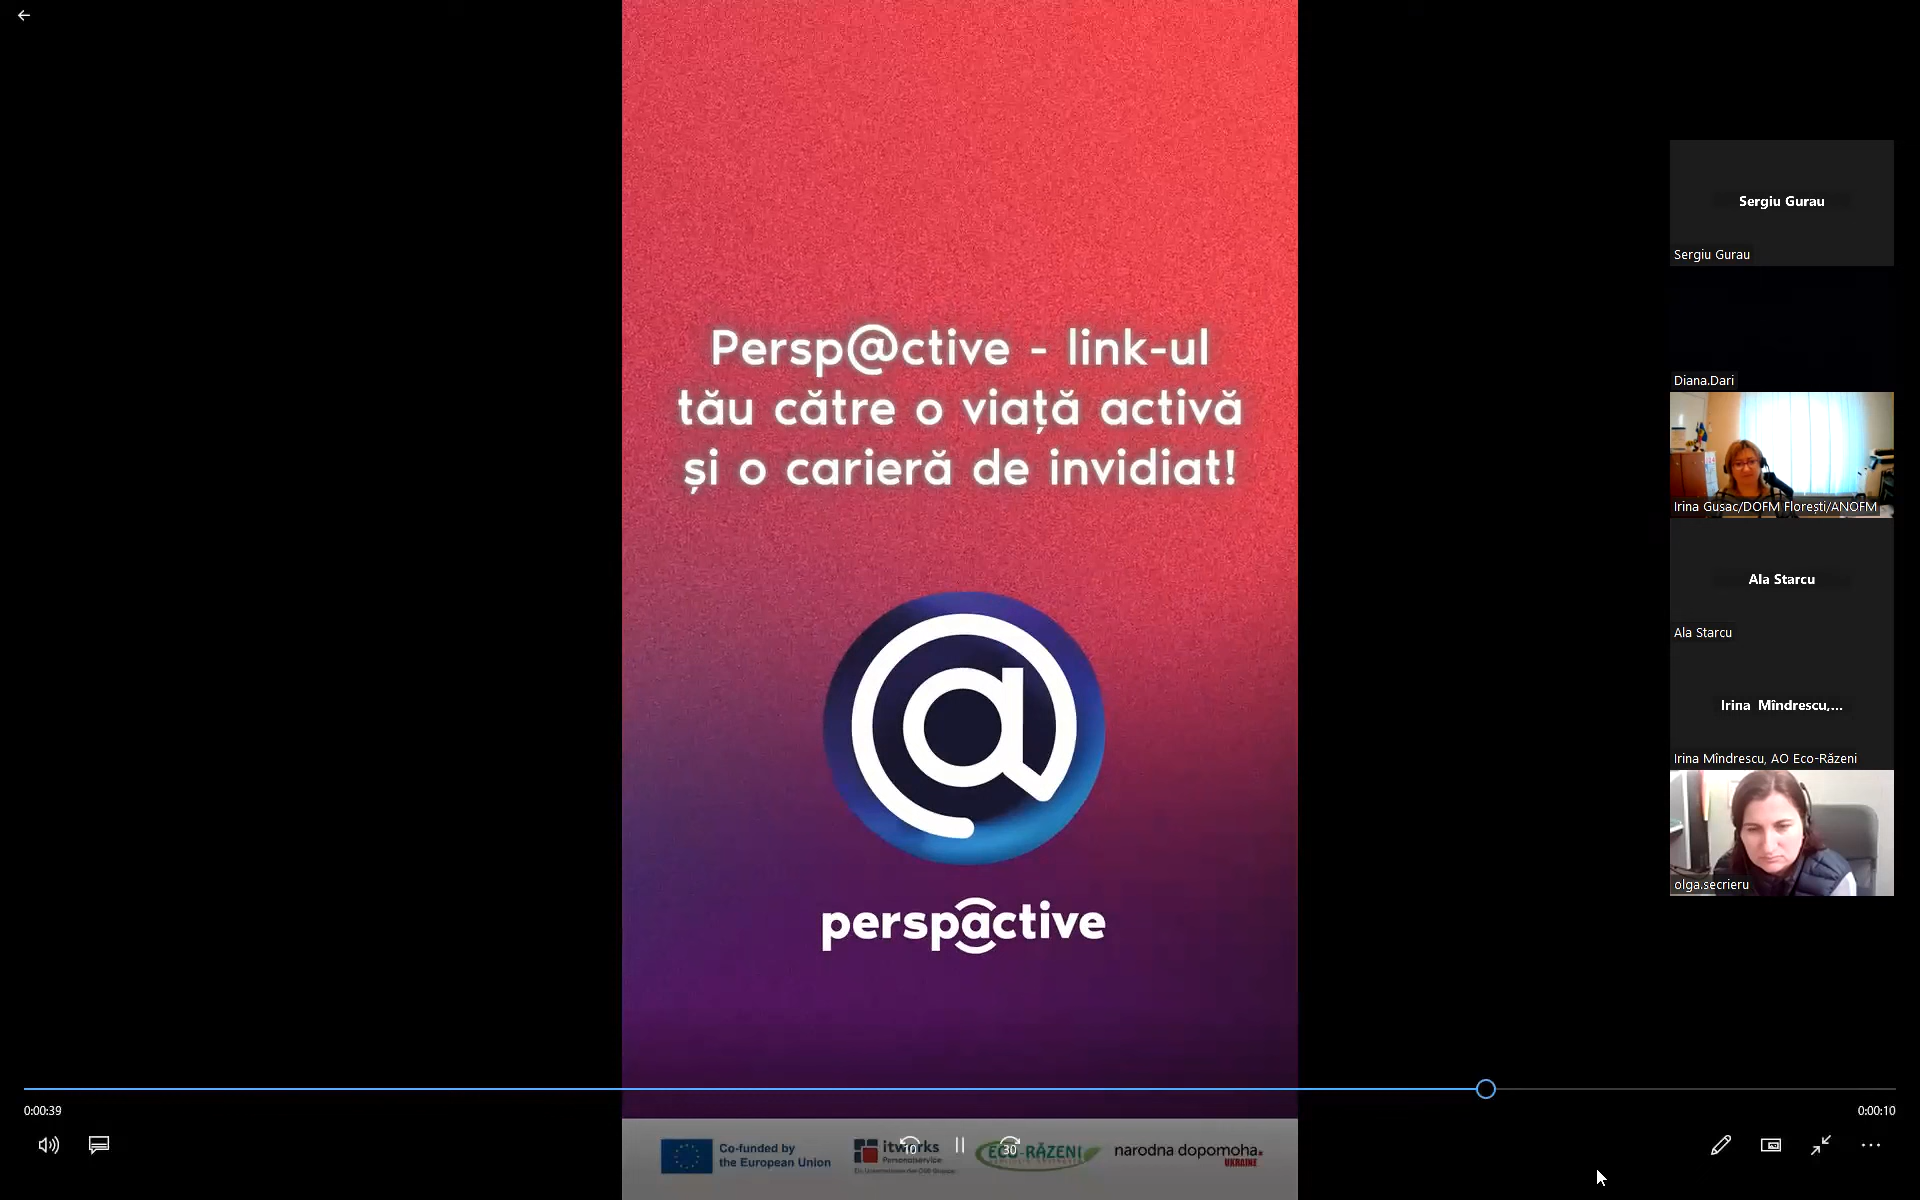 Persp@ctive - link-ul
tău către o viață activă
și o carieră de invidiat!
perspactive
Co-funded by
the European Union
itworks
Personalservice
ECO-RĂZENI
narodna dopomoha
UKRAINE
0:00:39
0:00:10
10
30
Sergiu Gurau
Sergiu Gurau
Diana.Dari
Irina Gusac/DOFM Florești/ANOFM
Ala Starcu
Ala Starcu
Irina Mîndrescu,...
Irina Mîndrescu, AO Eco-Răzeni
olga.secrieru